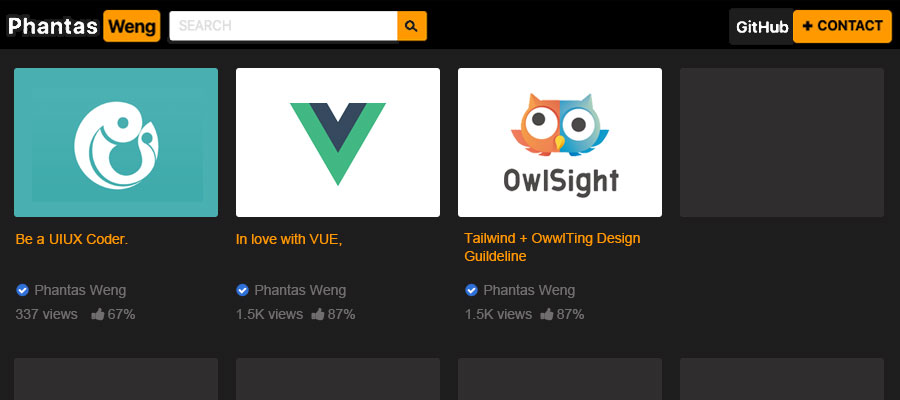 Phantas Weng
SEARCH
GitHub
+ CONTACT
OwlSight
Be a UIUX Coder.
In love with VUE,
Tailwind + OwwlTing Design
Guildeline
Phantas Weng
Phantas Weng
Phantas Weng
337 views 67%
1.5K views 87%
1.5K views 87%